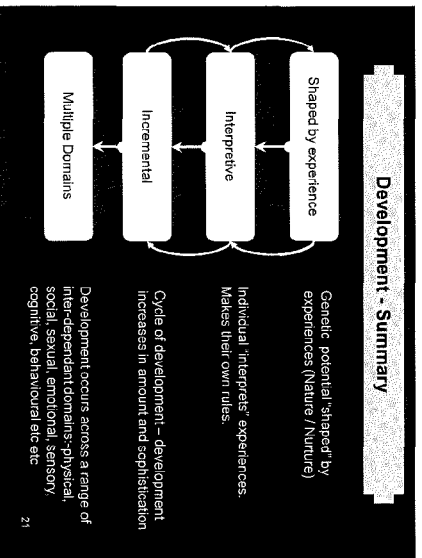 Development - Summary
Shaped by experience
Genetic potential "shaped" by
experiences (Nature / Nurture)
Interpretive
Individual "interprets" experiences.
Makes their own rules.
Incremental
Cycle of development – development
increases in amount and sophistication
Multiple Domains
Development occurs across a range of
inter-dependant domains:-physical,
social, sexual, emotional, sensory,
cognitive, behavioural etc etc
21